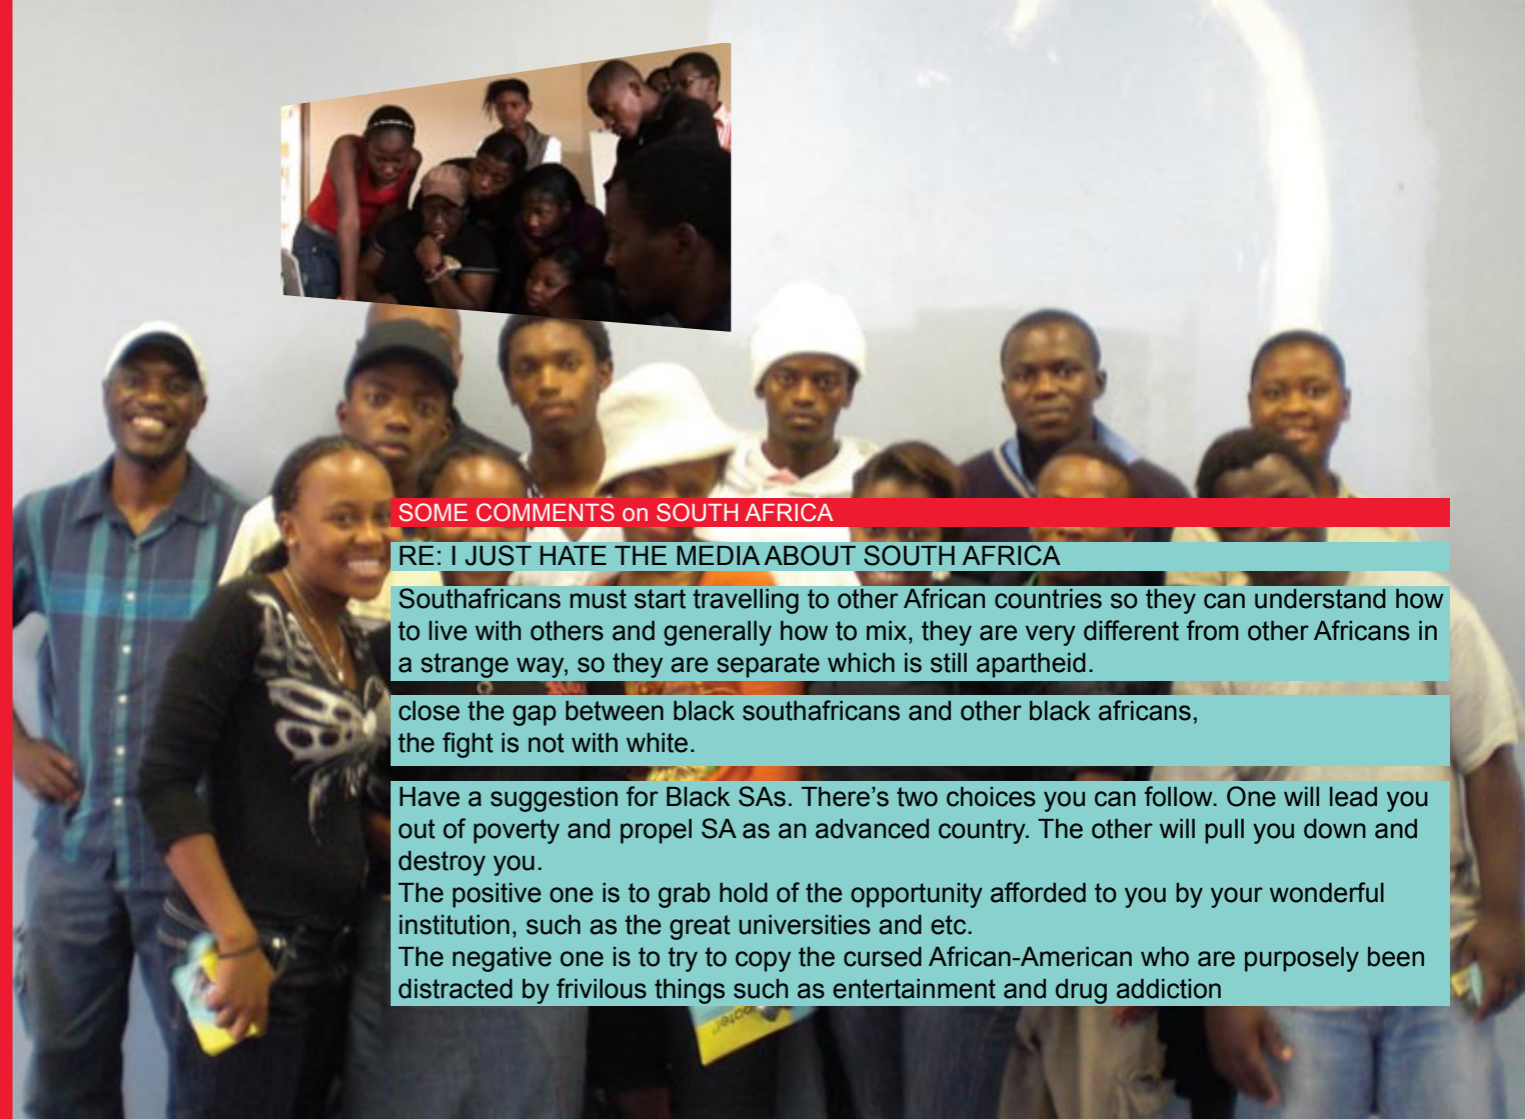 SOME COMMENTS on SOUTH AFRICA
RE: I JUST HATE THE MEDIA ABOUT SOUTH AFRICA
Southafricans must start travelling to other African countries so they can understand how
to live with others and generally how to mix, they are very different from other Africans in
a strange way, so they are separate which is still apartheid.
close the gap between black southafricans and other black africans,
the fight is not with white.
Have a suggestion for Black SAs. There's two choices you can follow. One will lead you
out of poverty and propel SA as an advanced country. The other will pull you down and
destroy you.
The positive one is to grab hold of the opportunity afforded to you by your wonderful
institution, such as the great universities and etc.
The negative one is to try to copy the cursed African-American who are purposely been
distracted by frivilous things such as entertainment and drug addiction